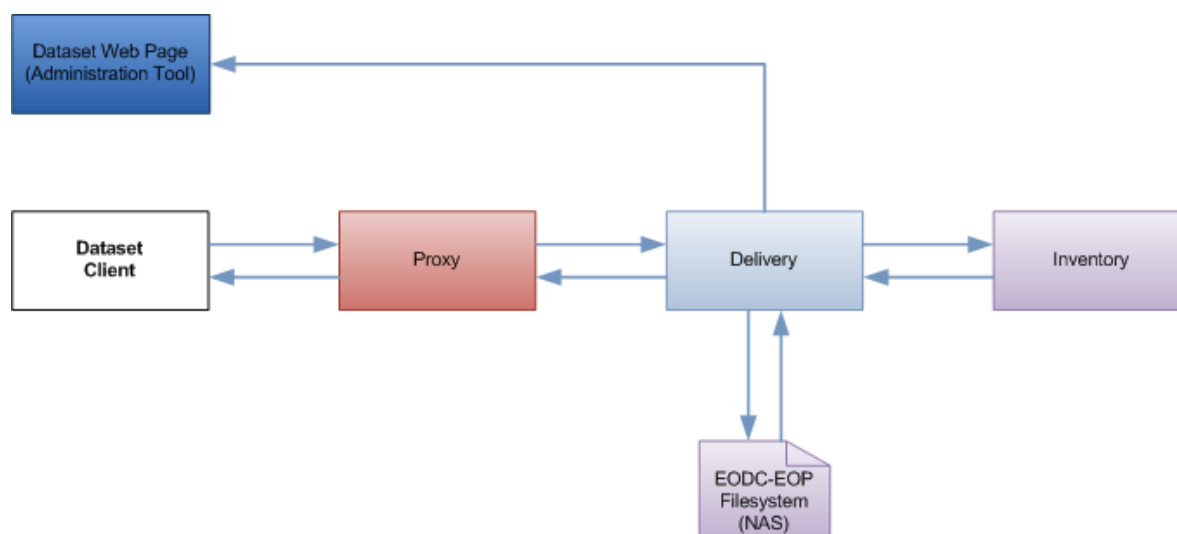 Dataset Web Page
(Administration Tool)
Dataset
Client
Proxy
Delivery
Inventory
EODC-EOP
Filesystem
(NAS)